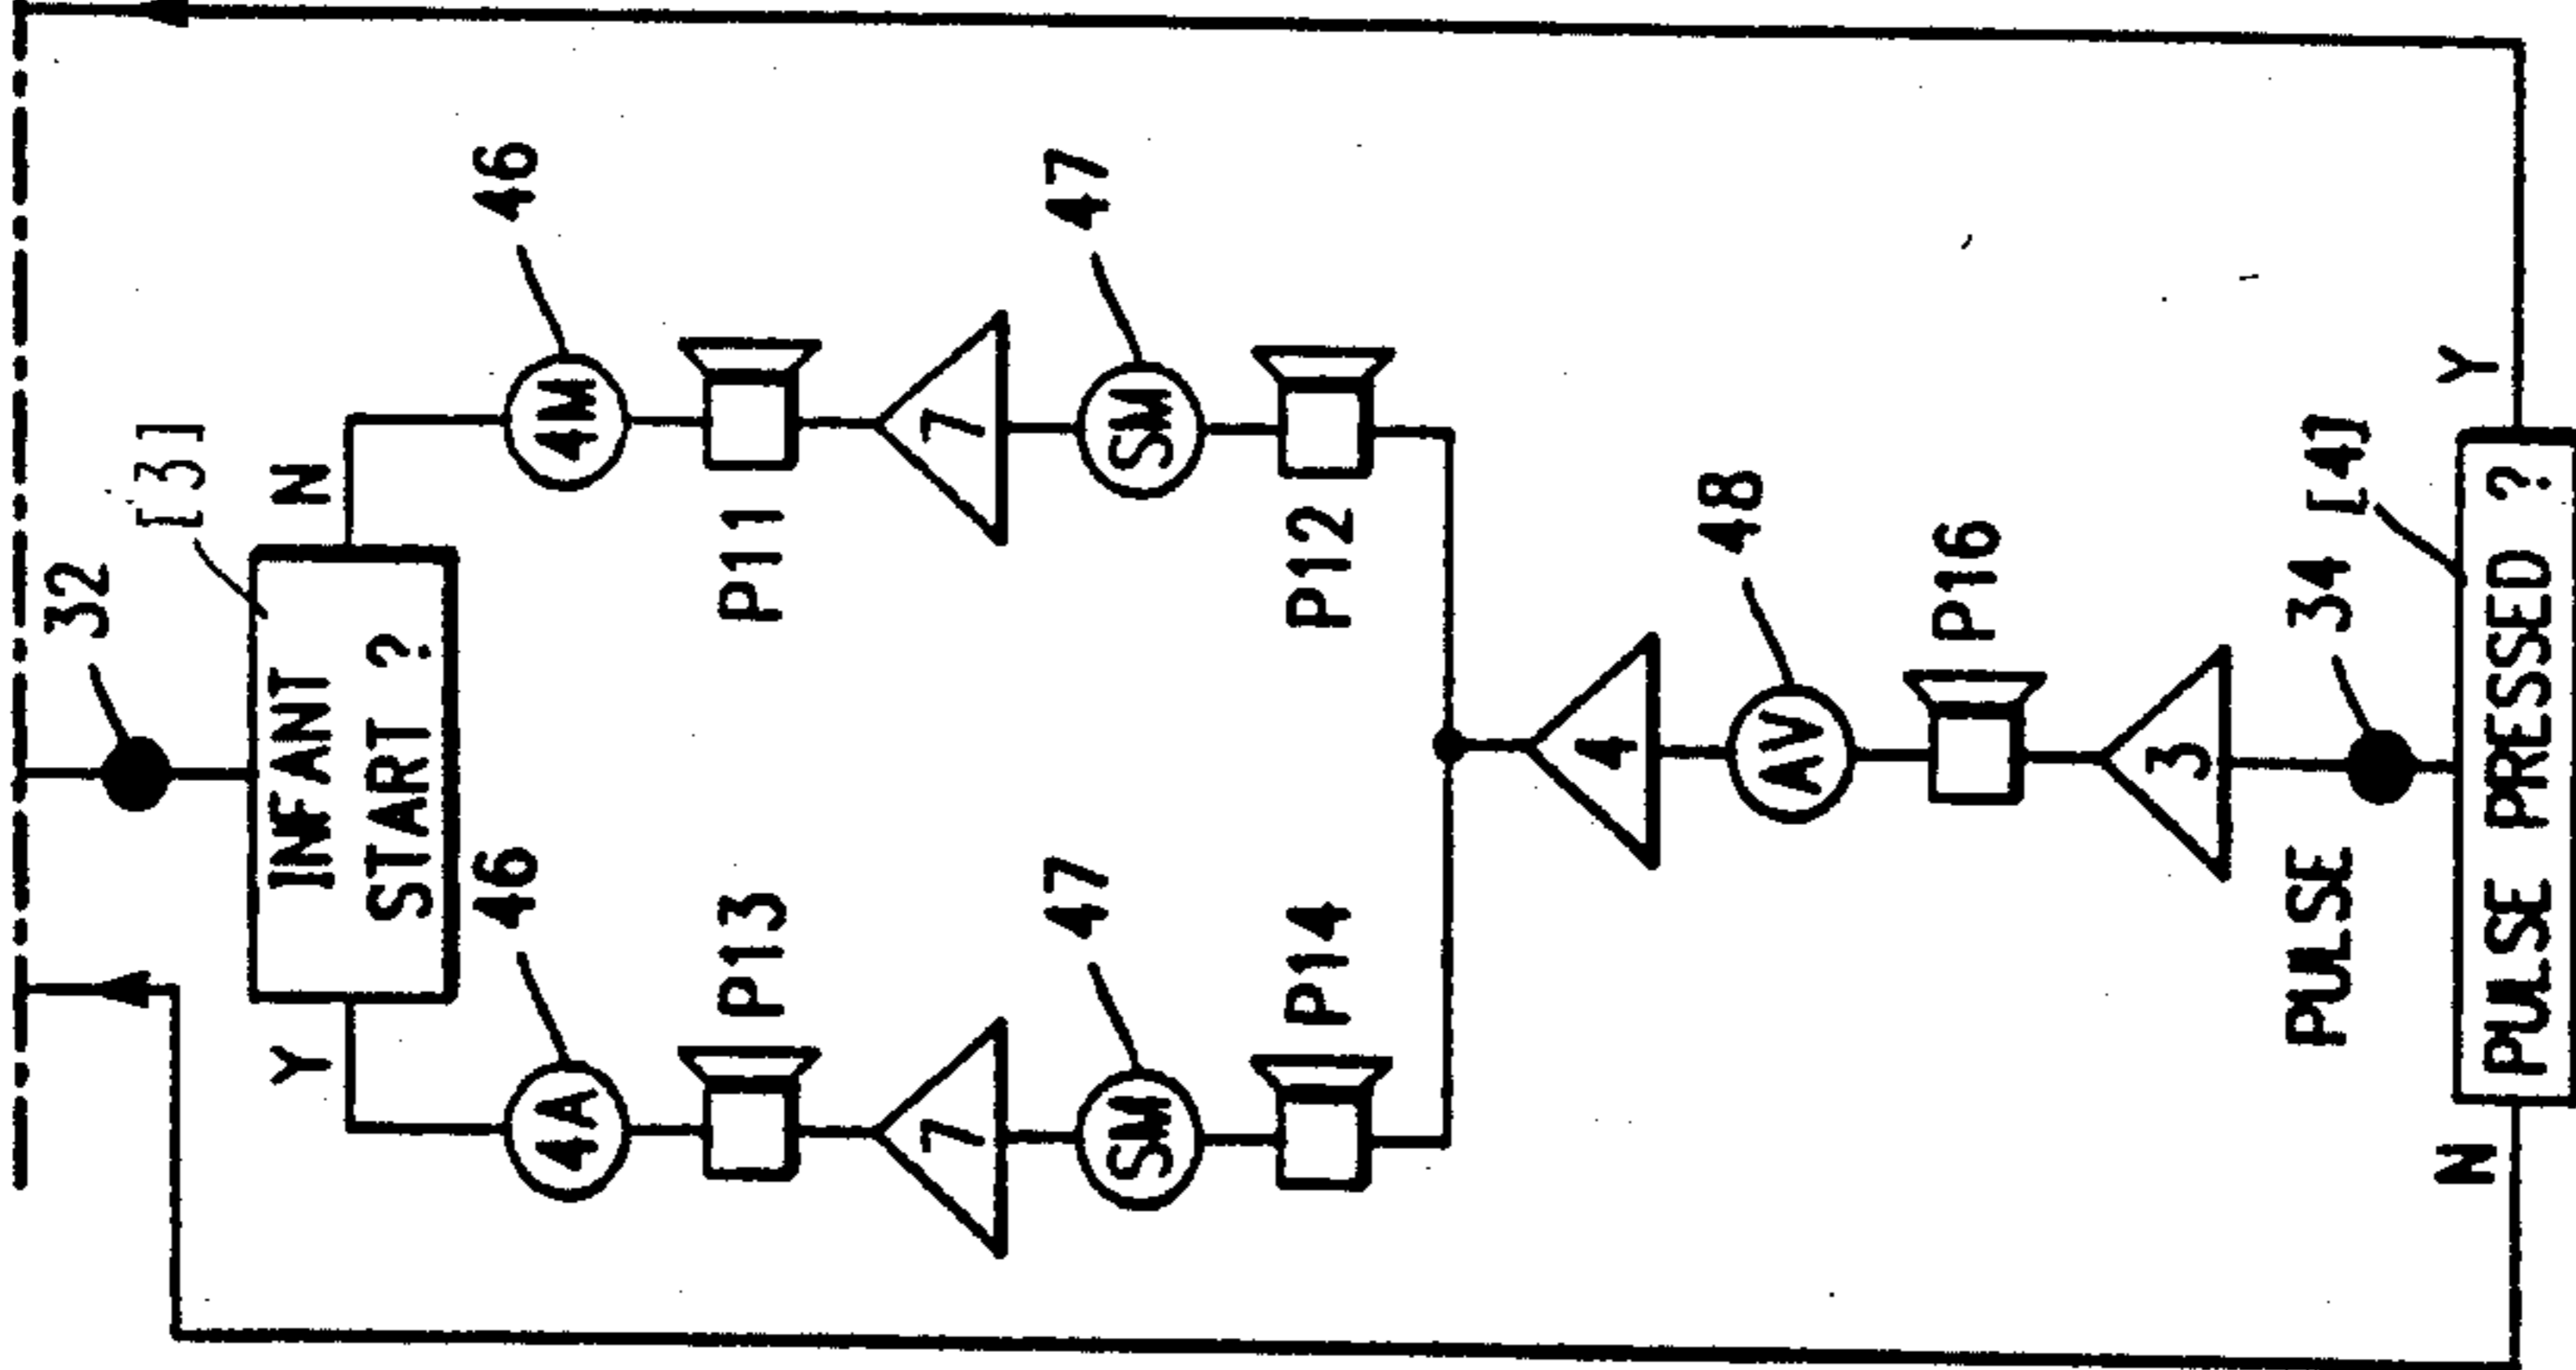 32
[3]
INFANT
START ?
Y
N
46
4A
P13
7
47
SM
P14
46
4M
P11
7
47
SM
P12
4
48
AV
P16
3
PULSE
34
[4]
N
PULSE PRESSED ?
Y